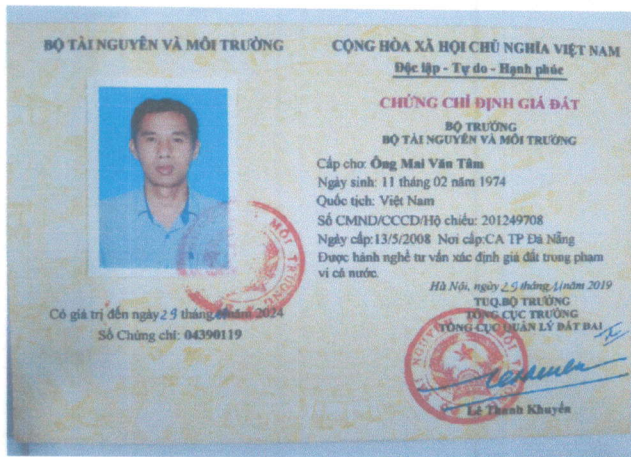 BỘ TÀI NGUYÊN VÀ MÔI TRƯỜNG
Có giá trị đến ngày 29 tháng năm 2024
Số Chứng chỉ: 04390119
CỘNG HÒA XÃ HỘI CHỦ NGHĨA VIỆT NAM
Độc lập - Tự do - Hạnh phúc
CHỨNG CHỈ ĐỊNH GIÁ ĐẤT
BỘ TRƯỞNG
BỘ TÀI NGUYÊN VÀ MÔI TRƯỜNG
Cấp cho: Ông Mai Văn Tâm
Ngày sinh: 11 tháng 02 năm 1974
Quốc tịch: Việt Nam
Số CMND/CCCD/Hộ chiếu: 201249708
Ngày cấp:13/5/2008 Nơi cấp:CA TP Đà Nẵng
Được hành nghề tư vấn xác định giá đất trong phạm
vi cả nước.
Hà Nội, ngày 29 tháng 11 năm 2019
TUQ.BỘ TRƯỞNG
TỔNG CỤC TRƯỞNG
TỔNG CỤC QUẢN LÝ ĐẤT ĐAI
Lê Thanh Khuyến